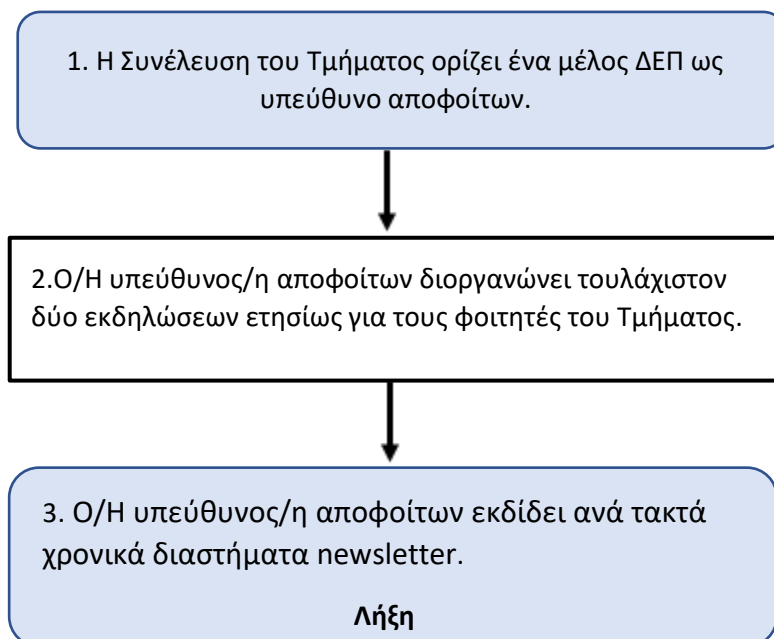 1. Η Συνέλευση του Τμήματος ορίζει ένα μέλος ΔΕΠ ως
υπεύθυνο αποφοίτων.
2.Ο/Η υπεύθυνος/η αποφοίτων διοργανώνει τουλάχιστον
δύο εκδηλώσεων ετησίως για τους φοιτητές του Τμήματος.
3. Ο/Η υπεύθυνος/η αποφοίτων εκδίδει ανά τακτά
χρονικά διαστήματα newsletter.
Λήξη